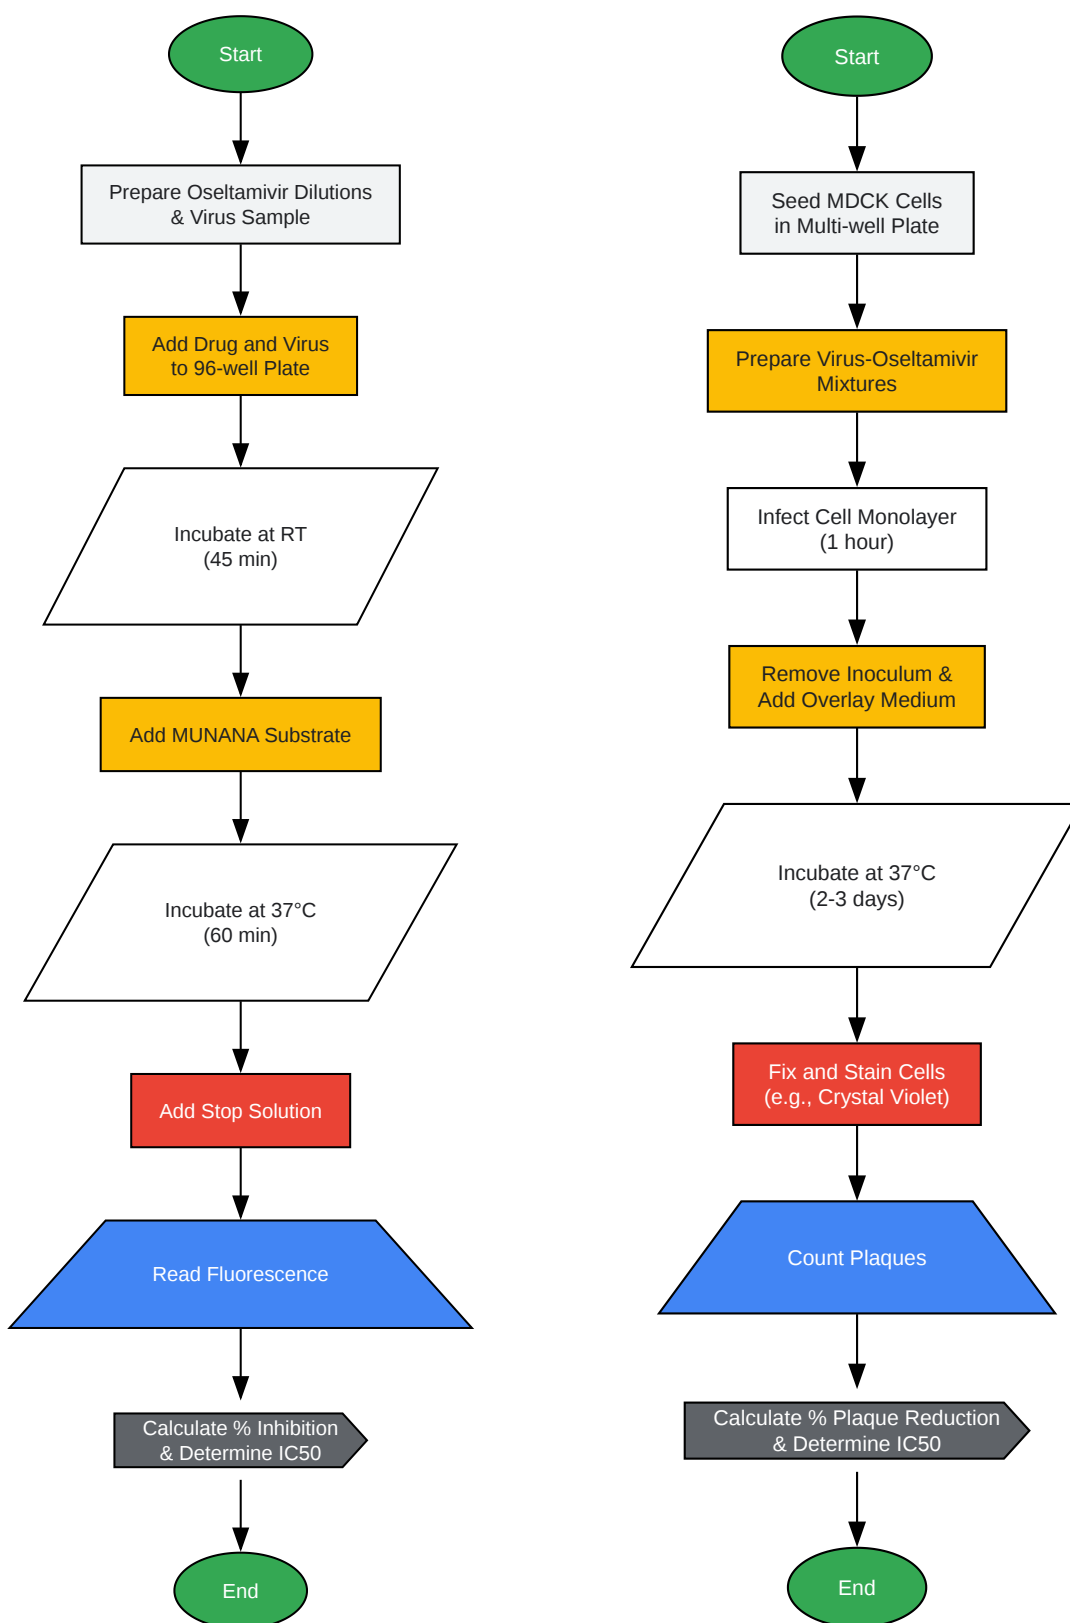 Start
Prepare Oseltamivir Dilutions
& Virus Sample
Add Drug and Virus
to 96-well Plate
Incubate at RT
(45 min)
Add MUNANA Substrate
Incubate at 37°C
(60 min)
Add Stop Solution
Read Fluorescence
Calculate % Inhibition
& Determine IC50
End
Start
Seed MDCK Cells
in Multi-well Plate
Prepare Virus-Oseltamivir
Mixtures
Infect Cell Monolayer
(1 hour)
Remove Inoculum &
Add Overlay Medium
Incubate at 37°C
(2-3 days)
Fix and Stain Cells
(e.g., Crystal Violet)
Count Plaques
Calculate % Plaque Reduction
& Determine IC50
End